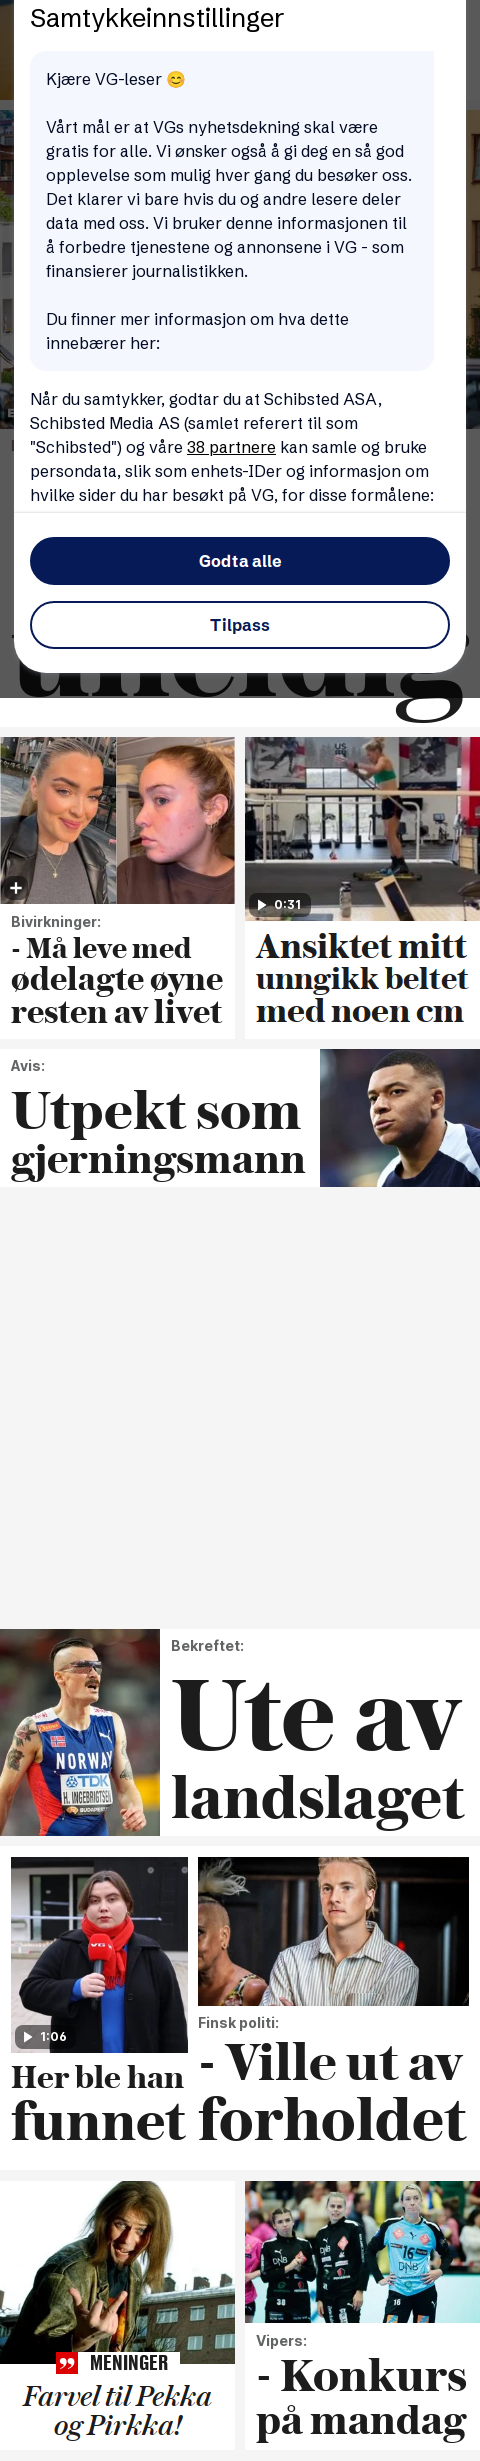 Samtykkeinnstillinger
Kjære VG-leser 😊
Vårt mål er at VGs nyhetsdekning skal være
gratis for alle. Vi ønsker også å gi deg en så god
opplevelse som mulig hver gang du besøker oss.
Det klarer vi bare hvis du og andre lesere deler
data med oss. Vi bruker denne informasjonen til
å forbedre tjenestene og annonsene i VG - som
finansierer journalistikken.
Du finner mer informasjon om hva dette
innebærer her:
Når du samtykker, godtar du at Schibsted ASA,
Schibsted Media AS (samlet referert til som
"Schibsted") og våre 38 partnere kan samle og bruke
persondata, slik som enhets-IDer og informasjon om
hvilke sider du har besøkt på VG, for disse formålene:
Godta alle
Tilpass
0:31
Bivirkninger:
- Må leve med
ødelagte øyne
resten av livet
Ansiktet mitt
unngikk beltet
med noen cm
Avis:
Utpekt som
gjerningsmann
Bekreftet:
Ute av
landslaget
NORWAY
TDK
H. INGEBRIGTSEN
BUDAPEST
VG
1:06
Her ble han
funnet
Finsk politi:
- Ville ut av
forholdet
MENINGER
Farvel til Pekka
og Pirkka!
DNB
38
16
DNB
Vipers:
- Konkurs
på mandag